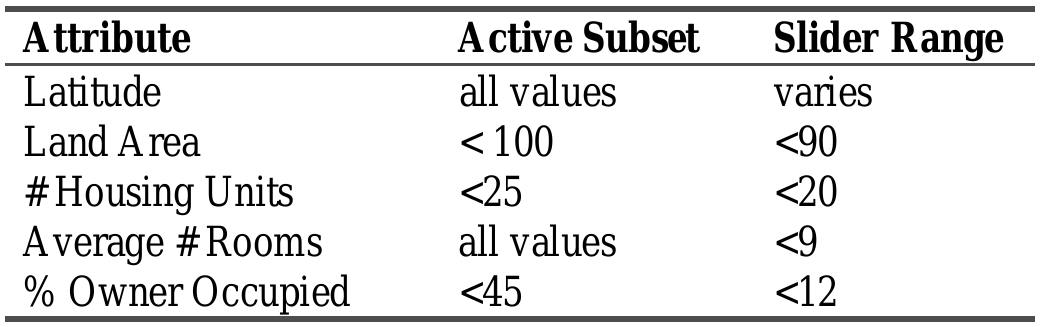 Attribute Active Subset Slider Range
Latitude all values varies
Land Area < 100 <90
#Housing Units <25 <20
Average #Rooms all values <9
% Owner Occupied <45 <12